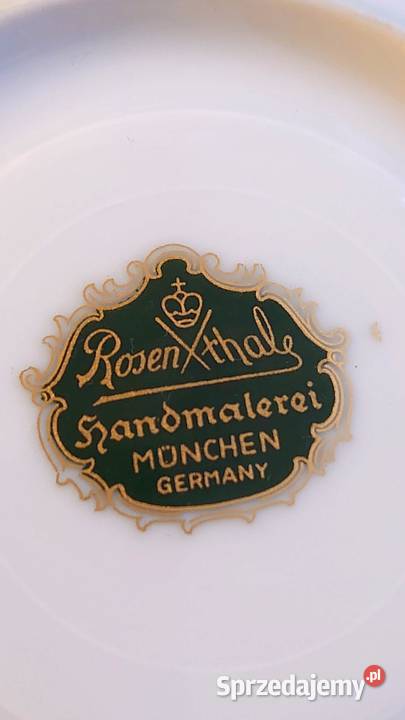 Rosenthal
Handmalerei
MÜNCHEN
GERMANY
Sprzedajemy.pl